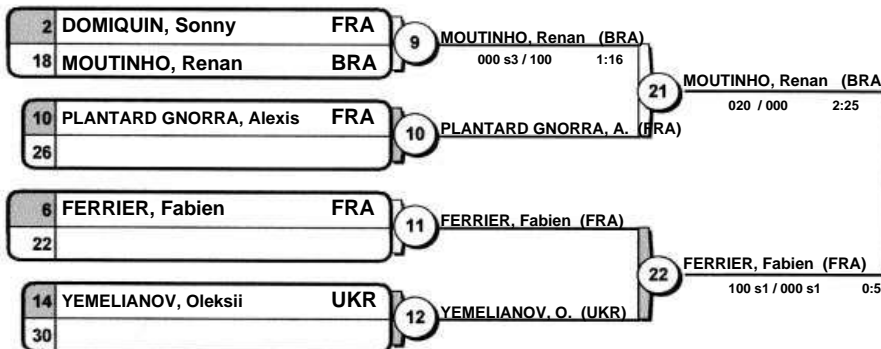 2 DOMIQUIN, Sonny FRA
18 MOUTINHO, Renan BRA
9
MOUTINHO, Renan (BRA)
000 s3 / 100 1:16
10 PLANTARD GNORRA, Alexis FRA
26
10
PLANTARD GNORRA, A. (FRA)
21
MOUTINHO, Renan (BRA
020 / 000 2:25
6 FERRIER, Fabien FRA
22
11
FERRIER, Fabien (FRA)
14 YEMELIANOV, Oleksii UKR
30
12
YEMELIANOV, O. (UKR)
22
FERRIER, Fabien (FRA)
100 s1 / 000 s1 0:5